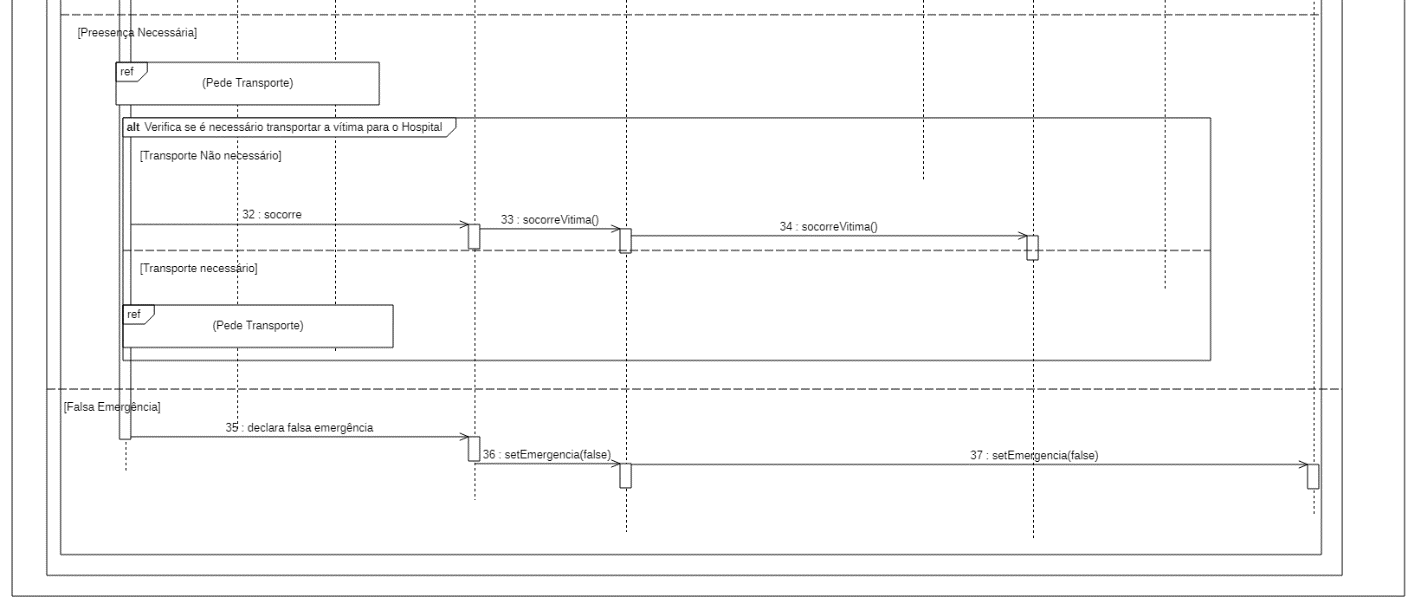 [Preesença Necessária]
ref
(Pede Transporte)
alt Verifica se é necessário transportar a vítima para o Hospital
[Transporte Não necessário]
32 : socorre
33 : socorreVitima()
34 : socorreVitima()
[Transporte necessário]
ref
(Pede Transporte)
[Falsa Emergência]
35 : declara falsa emergência
36 : setEmergencia(false)
37 : setEmergencia(false)